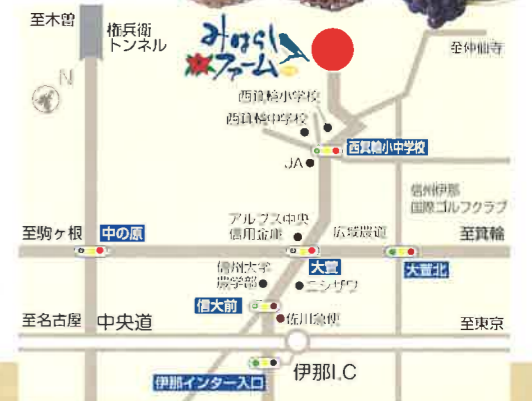 至木曽
権兵衛
トンネル
みはらし
ファーム
至仲仙寺
N
西箕輪小学校
西箕輪中学校
西箕輪小中学校
JA
信州伊那
国際ゴルフクラブ
アルプス中央
信用金庫
広域農道
至駒ヶ根
中の原
至箕輪
大萱
大萱北
信州大学
農学部
ニシザワ
信大前
佐川急便
至名古屋
中央道
至東京
伊那I.C
伊那インター入口